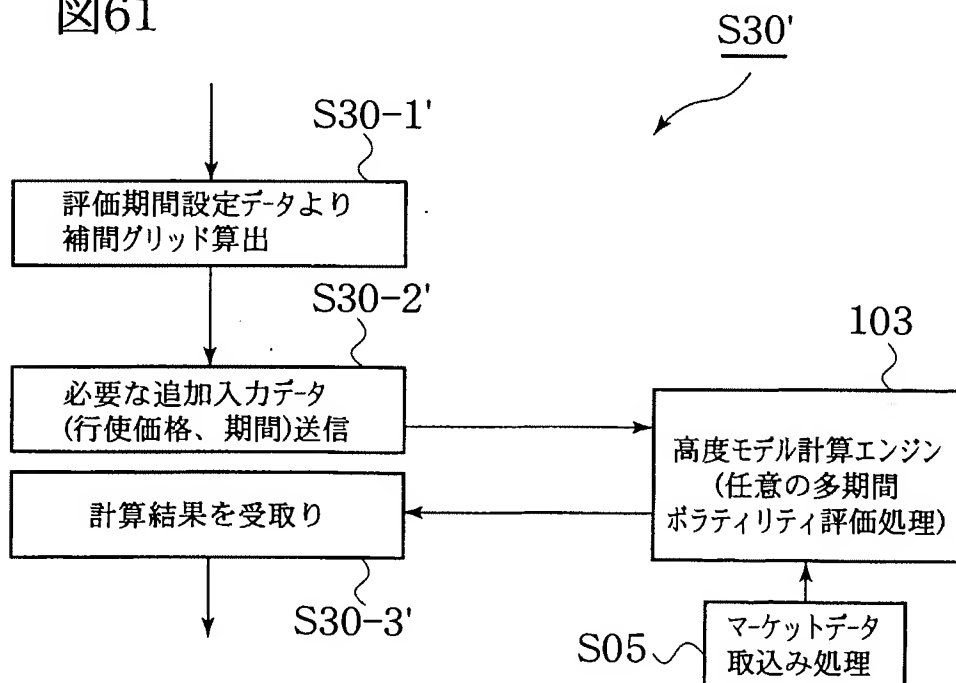 図61
S30'
S30-1'
評価期間設定データより
補間グリッド算出
S30-2'
必要な追加入力データ
(行使価格、期間)送信
103
高度モデル計算エンジン
(任意の多期間
ボラティリティ評価処理)
計算結果を受取り
S30-3'
S05
マーケットデータ
取込み処理